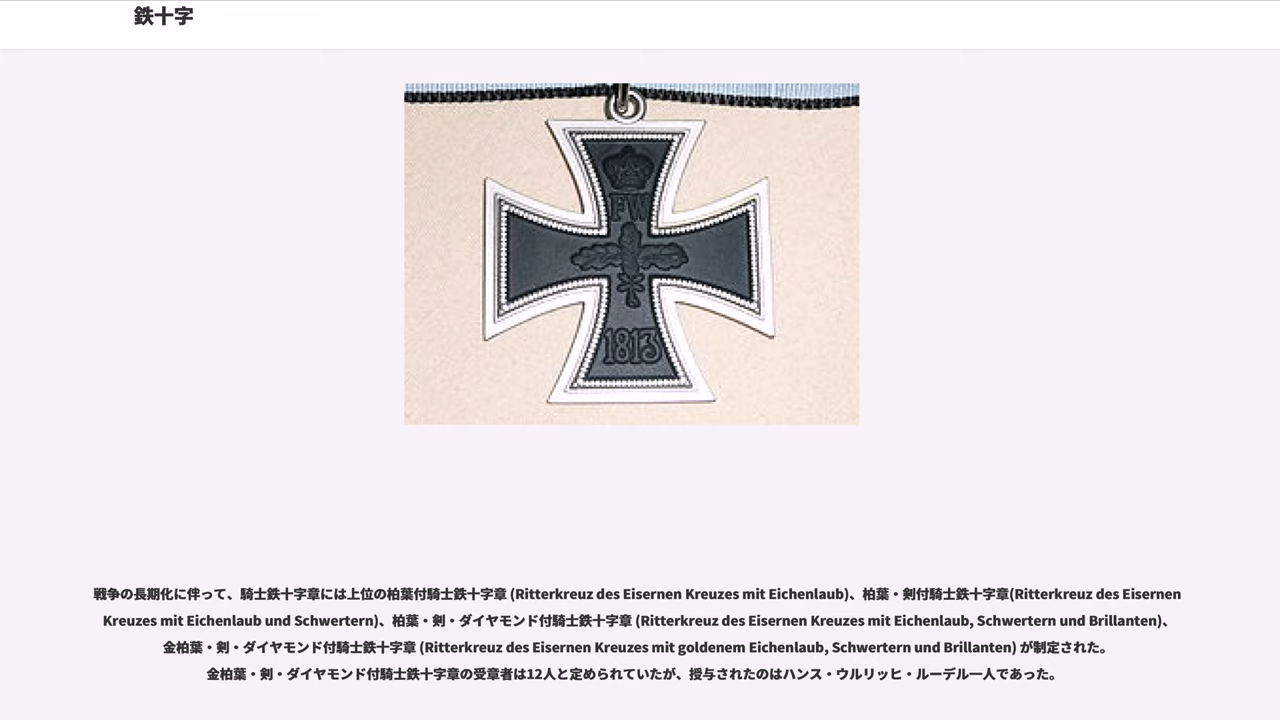 鉄十字
FW
1813
戦争の長期化に伴って、騎士鉄十字章には上位の柏葉付騎士鉄十字章 (Ritterkreuz des Eisernen Kreuzes mit Eichenlaub)、柏葉・剣付騎士鉄十字章(Ritterkreuz des Eisernen
Kreuzes mit Eichenlaub und Schwertern)、柏葉・剣・ダイヤモンド付騎士鉄十字章 (Ritterkreuz des Eisernen Kreuzes mit Eichenlaub, Schwertern und Brillanten)、
金柏葉・剣・ダイヤモンド付騎士鉄十字章 (Ritterkreuz des Eisernen Kreuzes mit goldenem Eichenlaub, Schwertern und Brillanten) が制定された。
金柏葉・剣・ダイヤモンド付騎士鉄十字章の受章者は12人と定められていたが、授与されたのはハンス・ウルリッヒ・ルーデル一人であった。